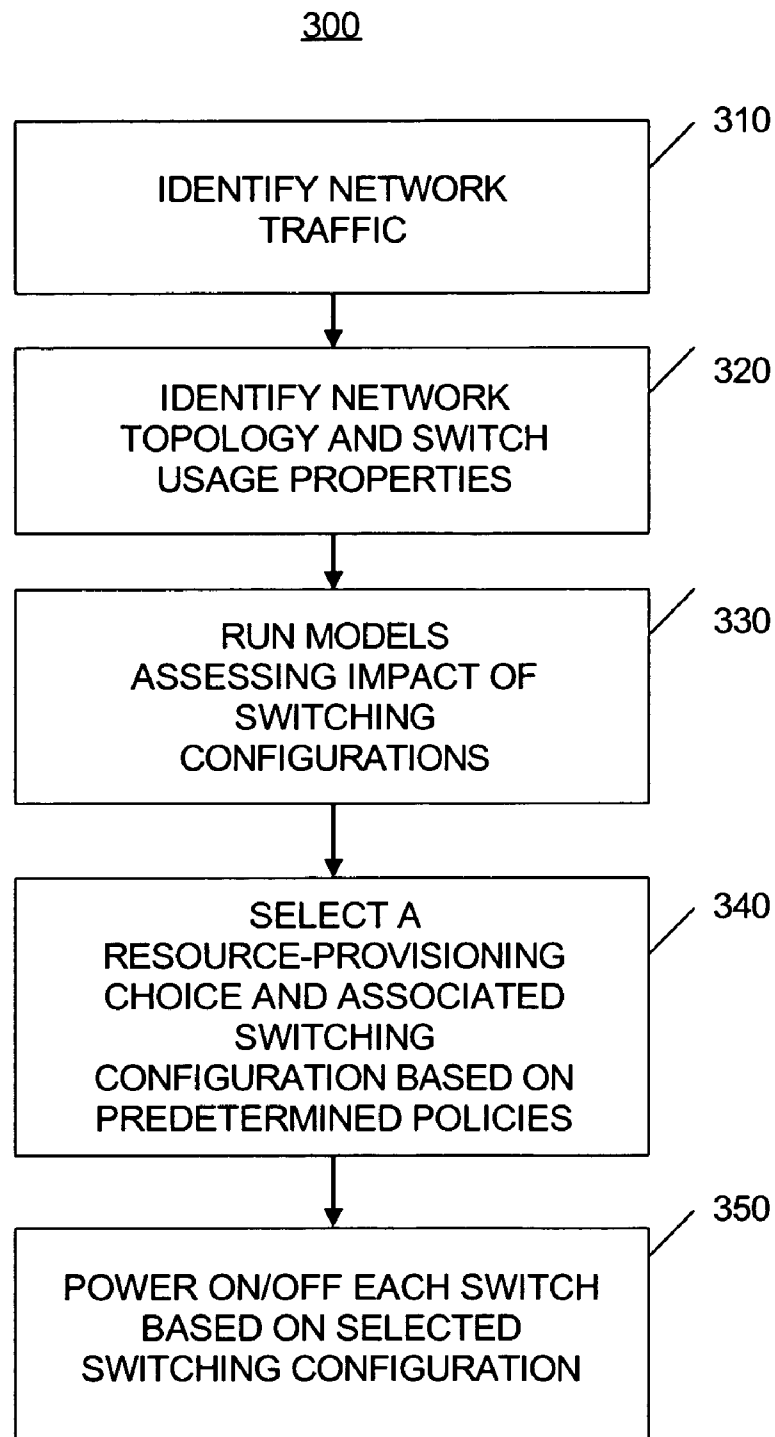 300
310
IDENTIFY NETWORK
TRAFFIC
320
IDENTIFY NETWORK
TOPOLOGY AND SWITCH
USAGE PROPERTIES
330
RUN MODELS
ASSESSING IMPACT OF
SWITCHING
CONFIGURATIONS
340
SELECT A
RESOURCE-PROVISIONING
CHOICE AND ASSOCIATED
SWITCHING
CONFIGURATION BASED ON
PREDETERMINED POLICIES
350
POWER ON/OFF EACH SWITCH
BASED ON SELECTED
SWITCHING CONFIGURATION